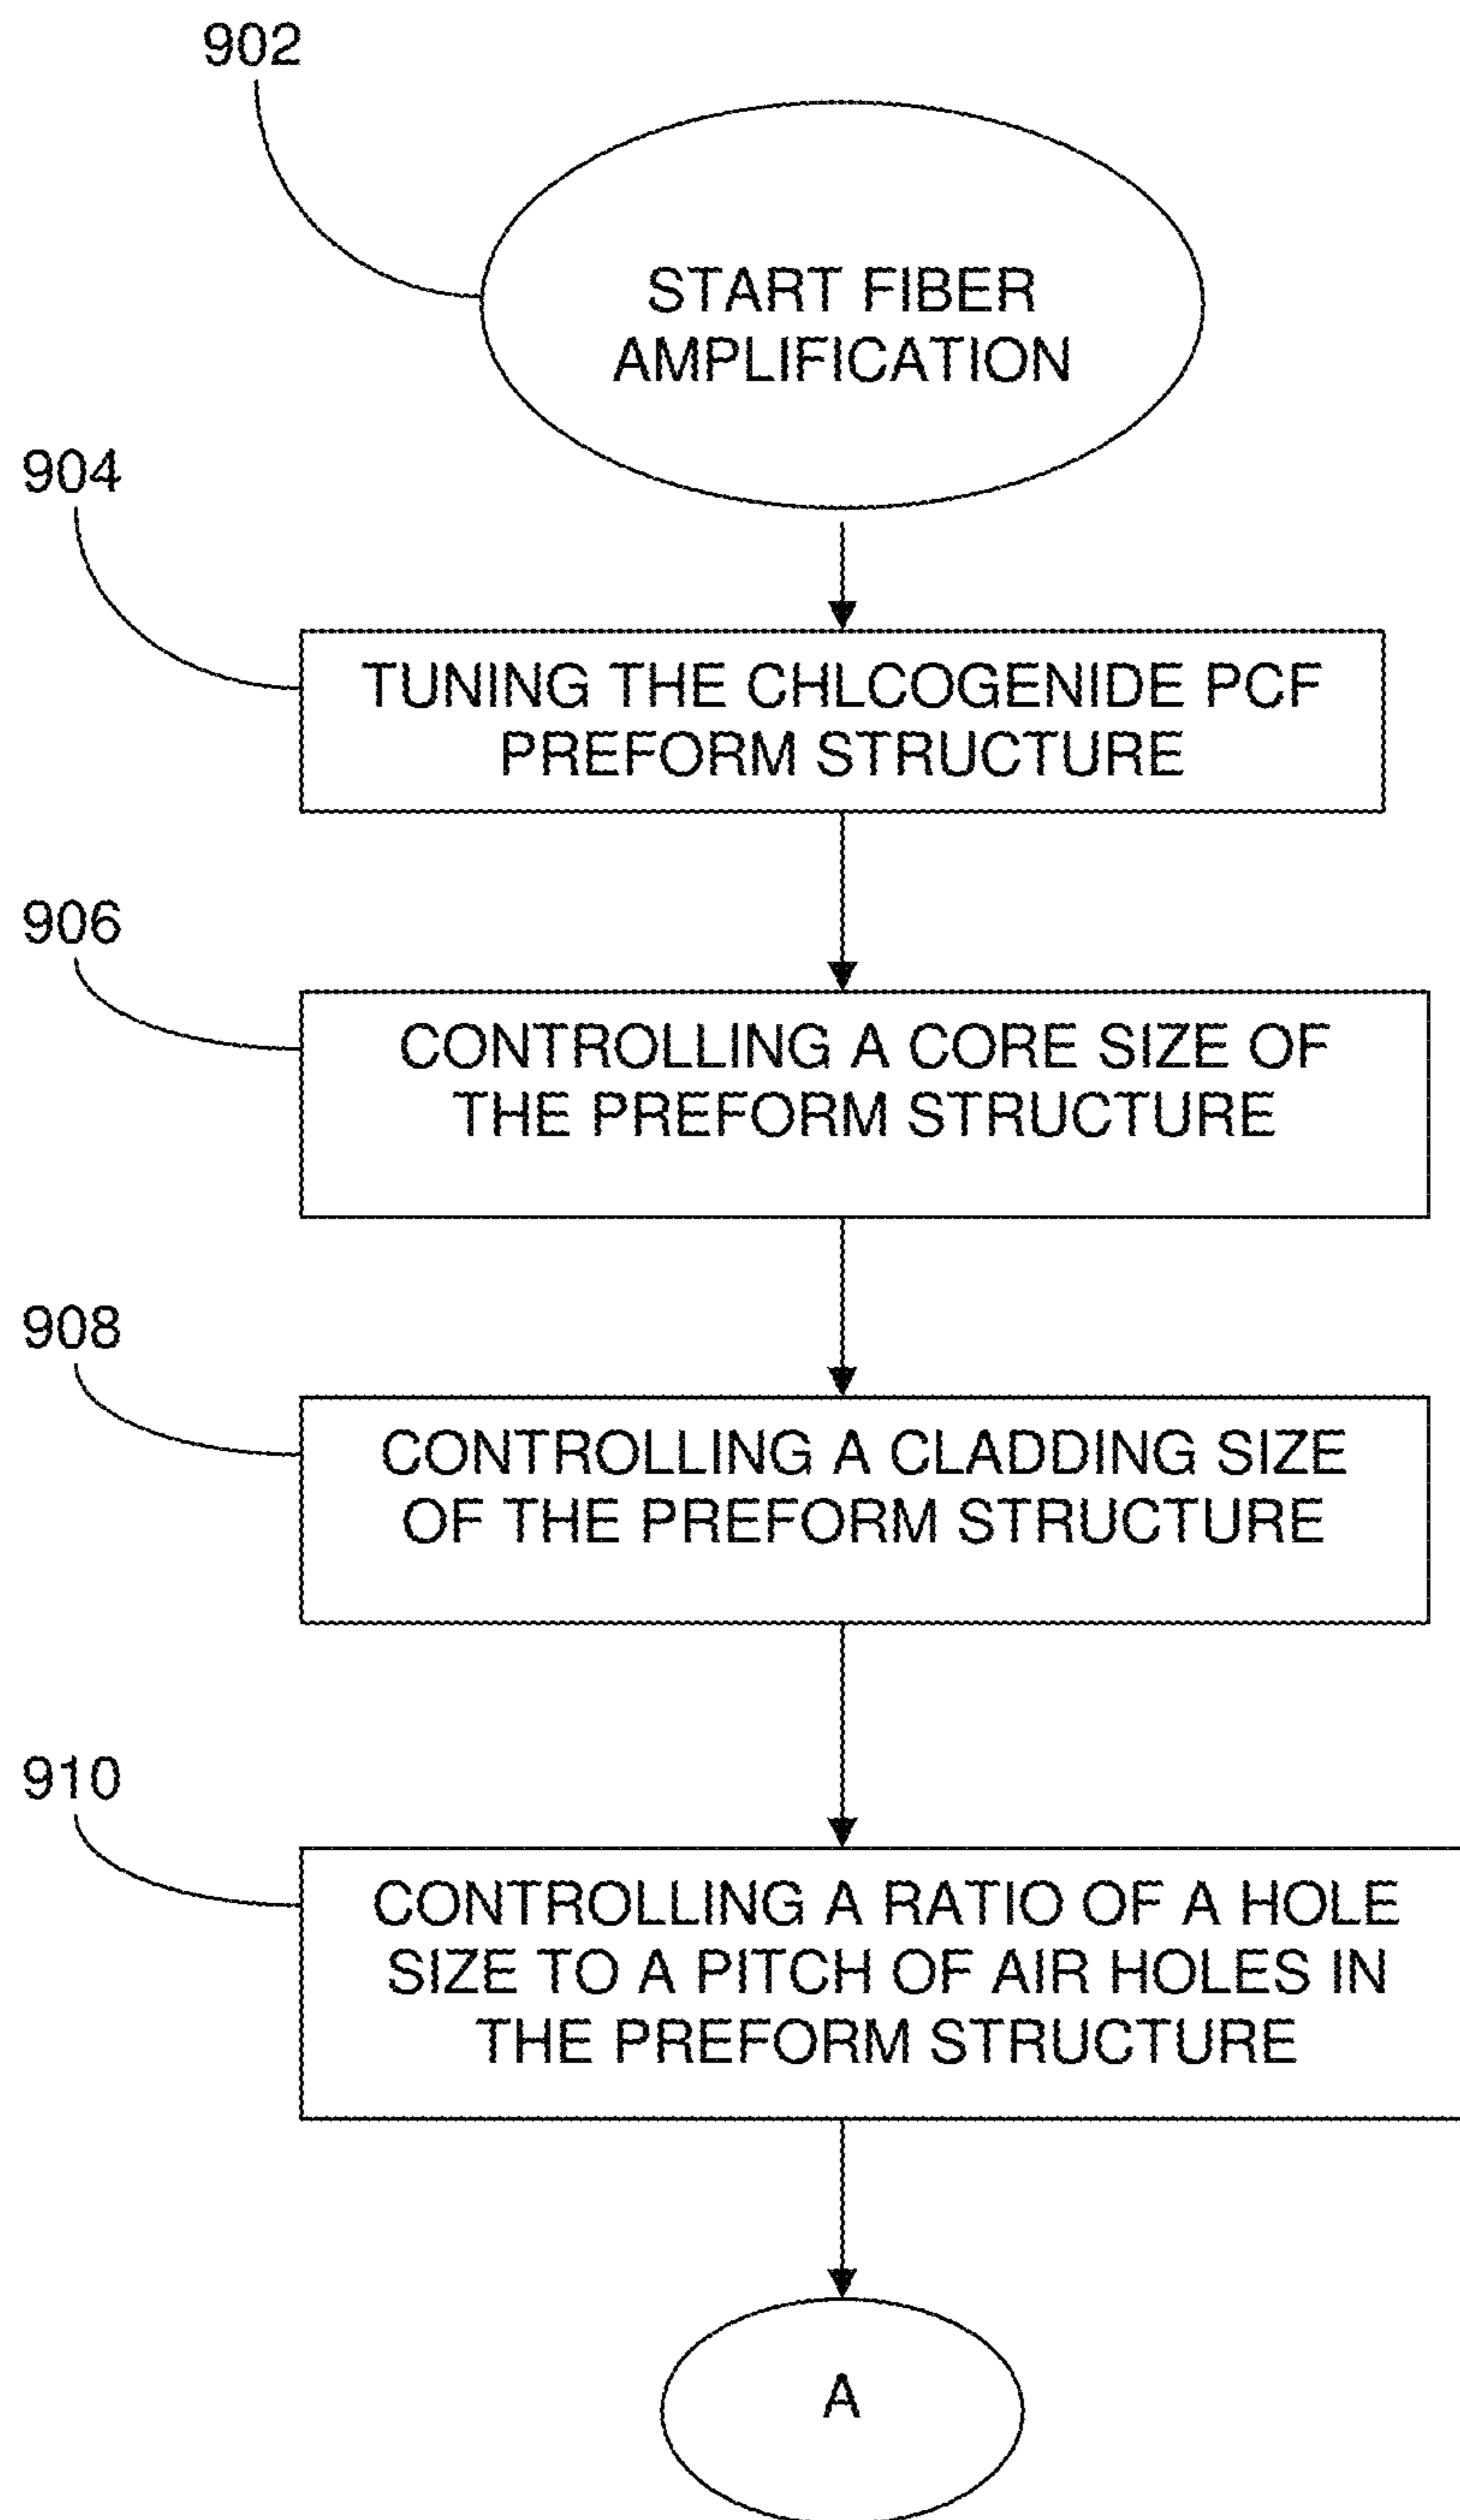 902
START FIBER
AMPLIFICATION
904
TUNING THE CHLCOGENIDE PCF
PREFORM STRUCTURE
906
CONTROLLING A CORE SIZE OF
THE PREFORM STRUCTURE
908
CONTROLLING A CLADDING SIZE
OF THE PREFORM STRUCTURE
910
CONTROLLING A RATIO OF A HOLE
SIZE TO A PITCH OF AIR HOLES IN
THE PREFORM STRUCTURE
A